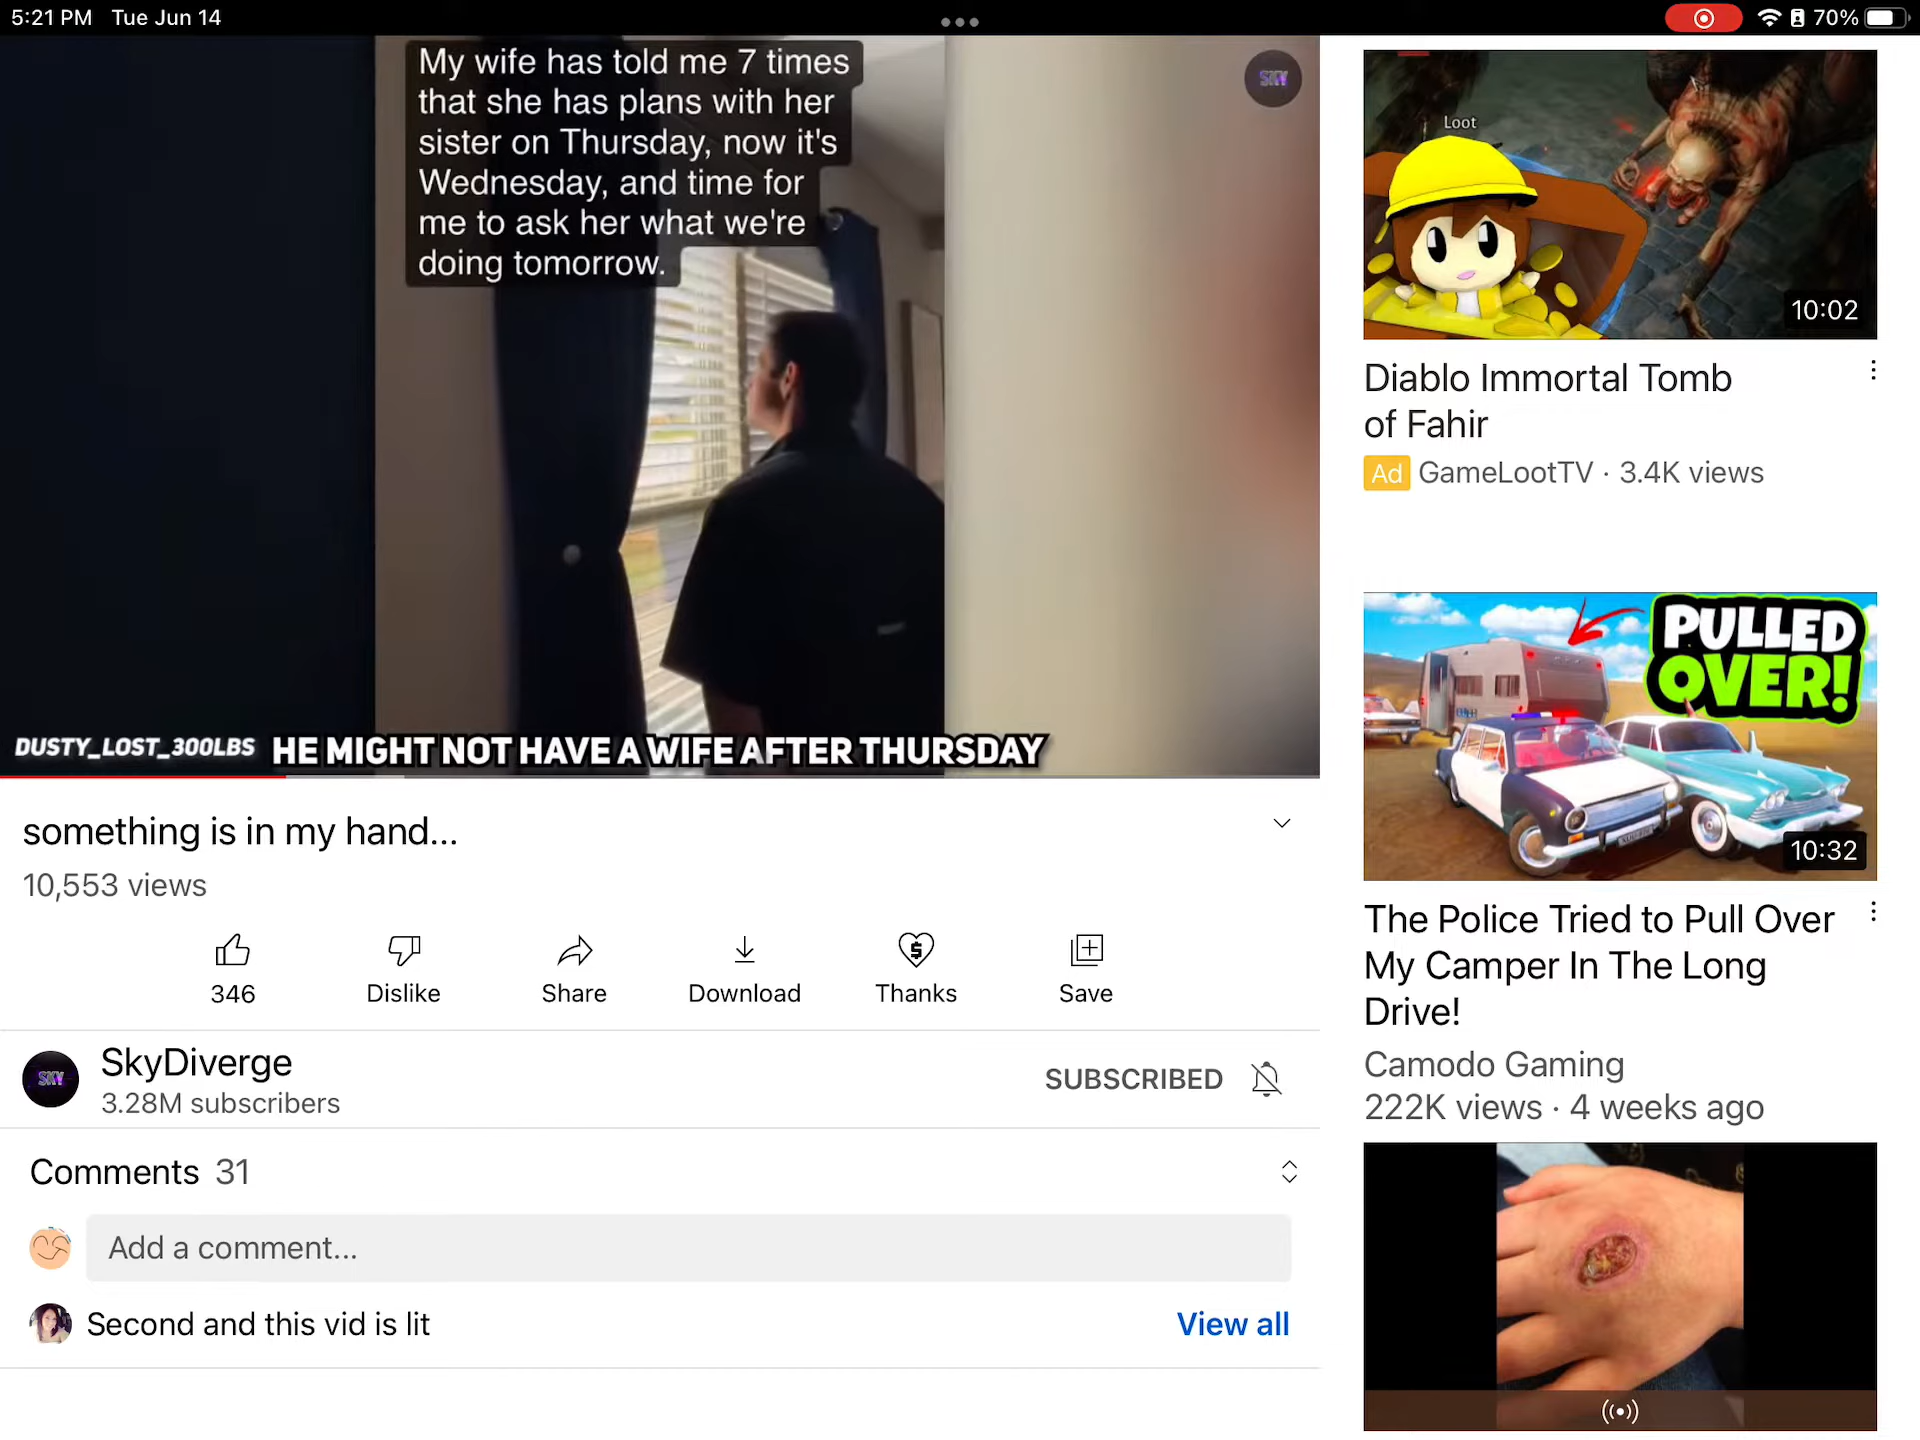 5:21 PM Tue Jun 14
70%
My wife has told me 7 times
that she has plans with her
sister on Thursday, now it's
Wednesday, and time for
me to ask her what we're
doing tomorrow.
SKY
DUSTY_LOST_300LBS HE MIGHT NOT HAVE A WIFE AFTER THURSDAY
something is in my hand...
10,553 views
346
Dislike
Share
Download
Thanks
Save
SKY
SkyDiverge
3.28M subscribers
SUBSCRIBED
Comments 31
Add a comment...
Second and this vid is lit
View all
Loot
10:02
Diablo Immortal Tomb
of Fahir
Ad GameLootTV · 3.4K views
PULLED
OVER!
10:32
The Police Tried to Pull Over
My Camper In The Long
Drive!
Camodo Gaming
222K views · 4 weeks ago